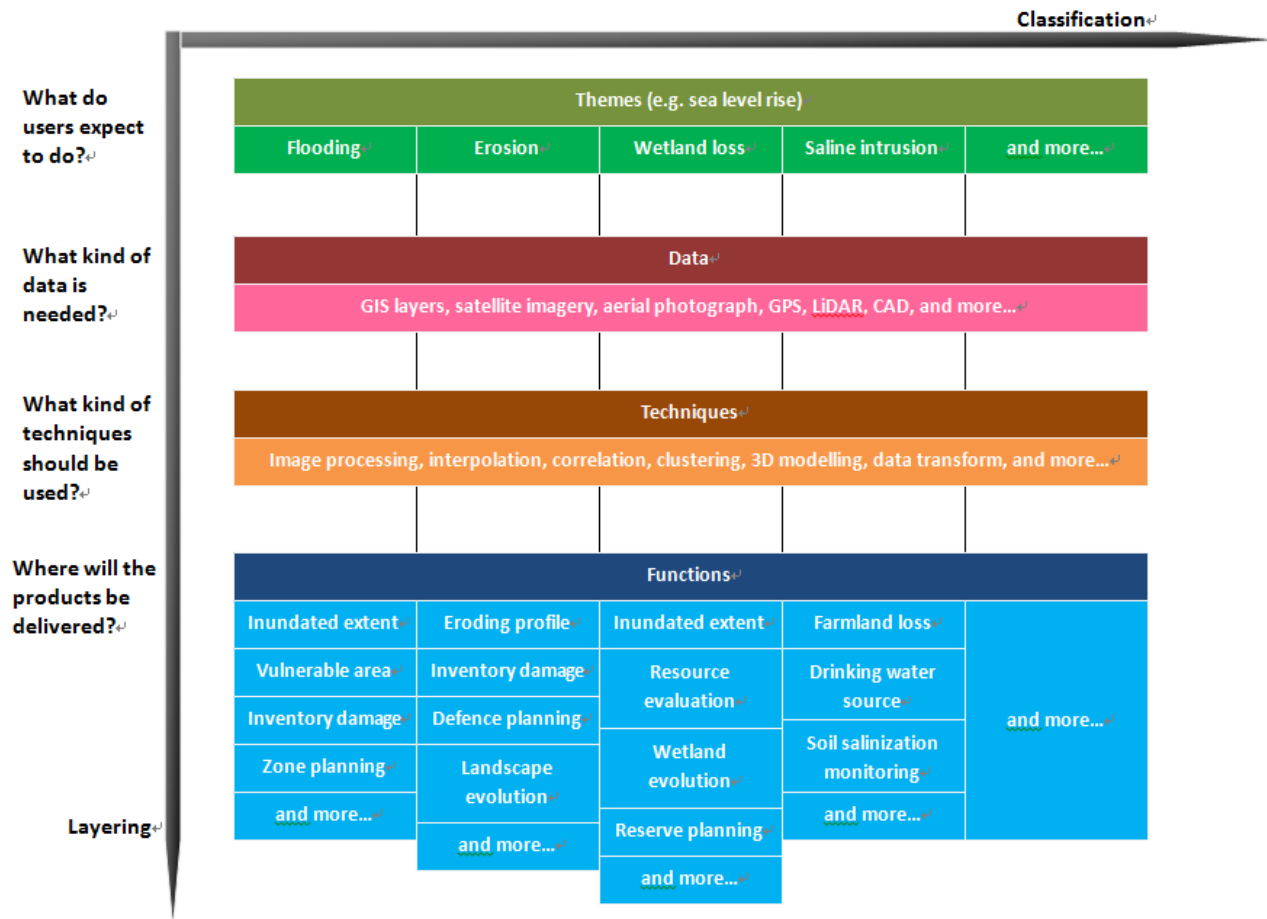 Classification
What do
users expect
to do?
Themes (e.g. sea level rise)
Flooding
Erosion
Wetland loss
Saline intrusion
and more...
What kind of
data is
needed?
Data
GIS layers, satellite imagery, aerial photograph, GPS, LiDAR, CAD, and more...
What kind of
techniques
should be
used?
Techniques
Image processing, interpolation, correlation, clustering, 3D modelling, data transform, and more...
Where will the
products be
delivered?
Functions
Inundated extent
Vulnerable area
Inventory damage
Zone planning
and more...
Eroding profile
Inventory damage
Defence planning
Landscape
evolution
and more...
Inundated extent
Resource
evaluation
Wetland
evolution
Reserve planning
and more...
Farmland loss
Drinking water
source
Soil salinization
monitoring
and more...
and more...
Layering